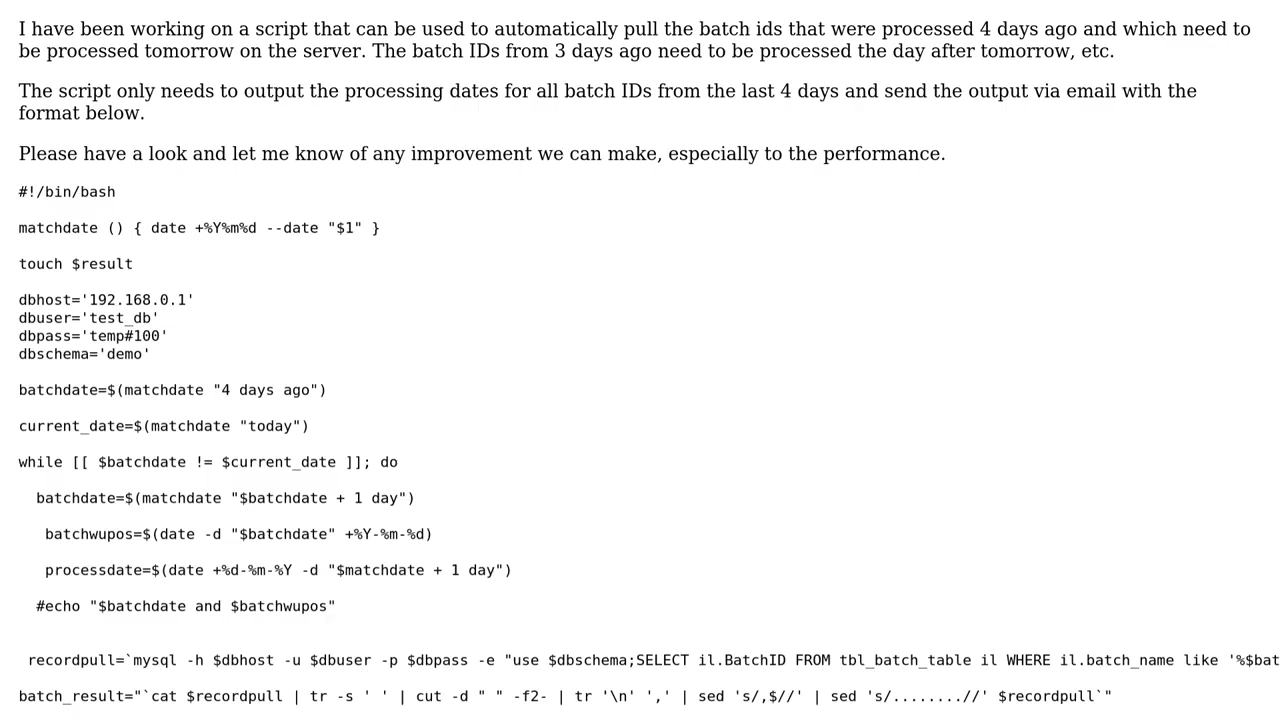 I have been working on a script that can be used to automatically pull the batch ids that were processed 4 days ago and which need to
be processed tomorrow on the server. The batch IDs from 3 days ago need to be processed the day after tomorrow, etc.
The script only needs to output the processing dates for all batch IDs from the last 4 days and send the output via email with the
format below.
Please have a look and let me know of any improvement we can make, especially to the performance.
#!/bin/bash
matchdate () { date +%Y%m%d --date "$1" }
touch $result
dbhost='192.168.0.1'
dbuser='test_db'
dbpass='temp#100'
dbschema='demo'
batchdate=$(matchdate "4 days ago")
current_date=$(matchdate "today")
while [[ $batchdate != $current_date ]]; do
batchdate=$(matchdate "$batchdate + 1 day")
batchwupos=$(date -d "$batchdate" +%Y-%m-%d)
processdate=$(date +%d-%m-%Y -d "$matchdate + 1 day")
#echo "$batchdate and $batchwupos"
recordpull=`mysql -h $dbhost -u $dbuser -p $dbpass -e "use $dbschema;SELECT il.BatchID FROM tbl_batch_table il WHERE il.batch_name like '%$bat
batch_result="`cat $recordpull | tr -s ' ' | cut -d " " -f2- | tr '\n' ',' | sed 's/,$//' | sed 's/........//' $recordpull`"